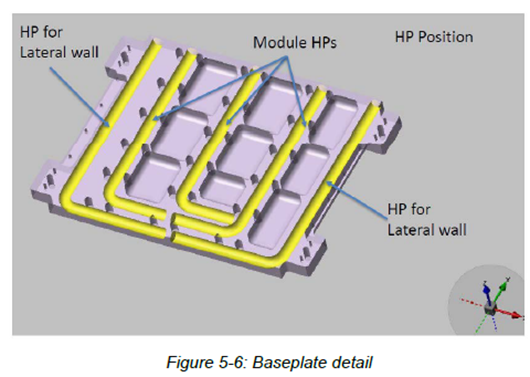 HP for
Lateral wall
Module HPs
HP Position
HP for
Lateral wall
Figure 5-6: Baseplate detail